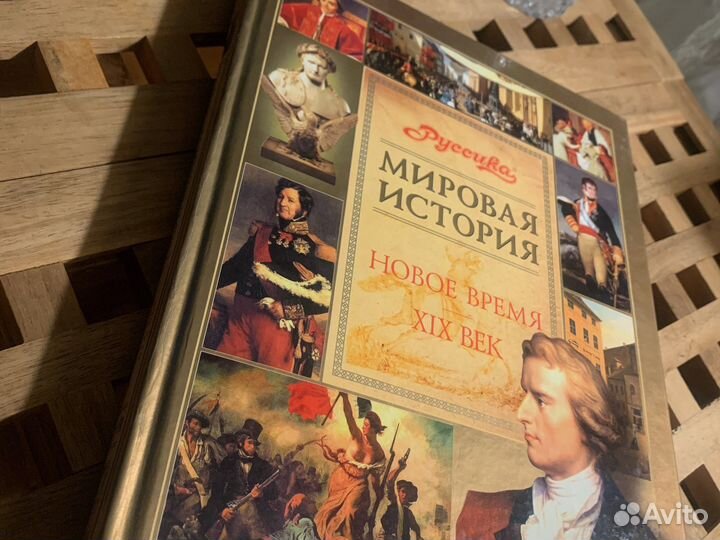 Руссика
МИРОВАЯ
ИСТОРИЯ
НОВОЕ ВРЕМЯ
XIX ВЕК
Avito